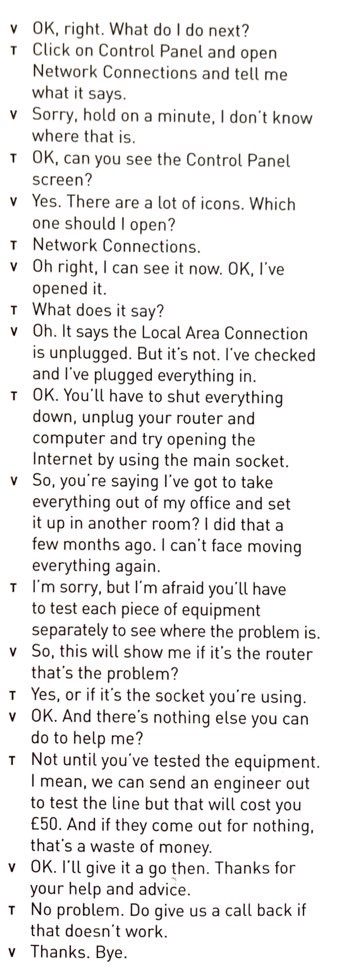 V OK, right. What do I do next?
T Click on Control Panel and open
Network Connections and tell me
what it says.
V Sorry, hold on a minute, I don't know
where that is.
T OK, can you see the Control Panel
screen?
V Yes. There are a lot of icons. Which
one should I open?
T Network Connections.
V Oh right, I can see it now. OK, I've
opened it.
T What does it say?
V Oh. It says the Local Area Connection
is unplugged. But it's not. I've checked
and I've plugged everything in.
T OK. You'll have to shut everything
down, unplug your router and
computer and try opening the
Internet by using the main socket.
V So, you're saying I've got to take
everything out of my office and set
it up in another room? I did that a
few months ago. I can't face moving
everything again.
T I'm sorry, but I'm afraid you'll have
to test each piece of equipment
separately to see where the problem is.
V So, this will show me if it's the router
that's the problem?
T Yes, or if it's the socket you're using.
V OK. And there's nothing else you can
do to help me?
T Not until you've tested the equipment.
I mean, we can send an engineer out
to test the line but that will cost you
£50. And if they come out for nothing,
that's a waste of money.
V OK. I'll give it a go then. Thanks for
your help and advice.
T No problem. Do give us a call back if
that doesn't work.
V Thanks. Bye.